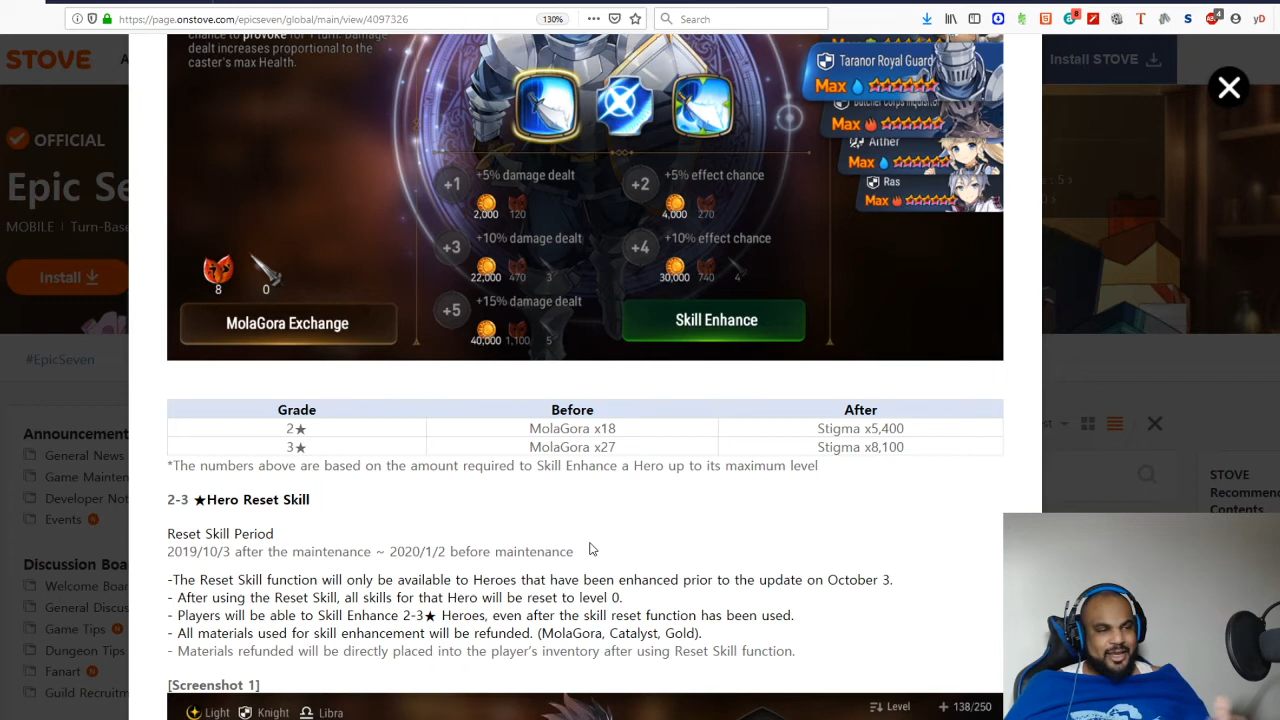 https://page.onstove.com/epicseven/global/main/view/4097326
130%
Search
STOVE
Install STOVE
caster's max Health.
dealt increases proportional to the
Taranor Royal Guard
Max
Max
Aither
Max
Ras
Max
OFFICIAL
Epic Se
MOBILE | Turn-Base
Install
#EpicSeven
+1
+5% damage dealt
2,000 120
+2
+5% effect chance
4,000 270
+3
+10% damage dealt
22,000 470 3
+4
+10% effect chance
30,000 740 4
+5
+15% damage dealt
40,000 1,100 5
8 0
MolaGora Exchange
Skill Enhance
Grade Before After
2★ MolaGora x18 Stigma x5,400
3★ MolaGora x27 Stigma x8,100
*The numbers above are based on the amount required to Skill Enhance a Hero up to its maximum level
2-3 ★Hero Reset Skill
Reset Skill Period
2019/10/3 after the maintenance ~ 2020/1/2 before maintenance
-The Reset Skill function will only be available to Heroes that have been enhanced prior to the update on October 3.
- After using the Reset Skill, all skills for that Hero will be reset to level 0.
- Players will be able to Skill Enhance 2-3★ Heroes, even after the skill reset function has been used.
- All materials used for skill enhancement will be refunded. (MolaGora, Catalyst, Gold).
- Materials refunded will be directly placed into the player's inventory after using Reset Skill function.
[Screenshot 1]
Light Knight Libra
Level 138/250
Announcement
General News
Game Mainten
Developer Not
Events
Discussion Boa
Welcome Boar
General Discus
Game Tips
Dungeon Tips
Fanart
Guild Recruitm
STOVE
Recommen
Contents